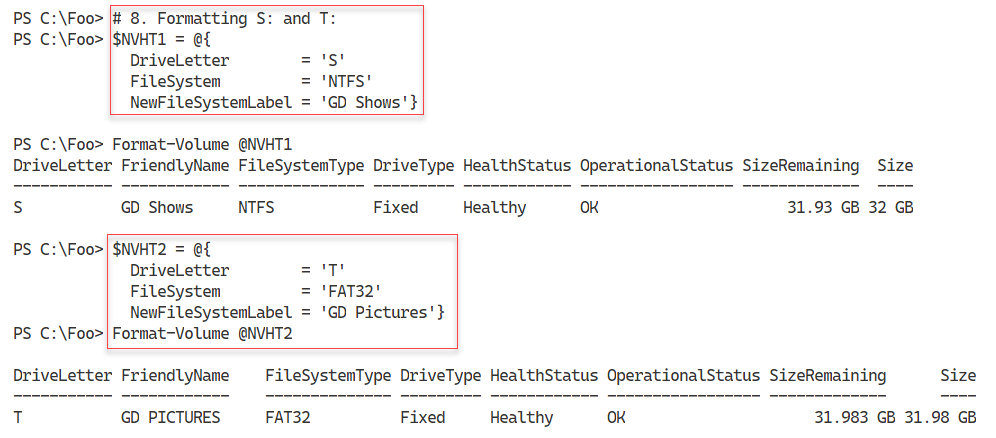 PS C:\Foo> # 8. Formatting S: and T:
PS C:\Foo> $NVHT1 = @{
  DriveLetter        = 'S'
  FileSystem         = 'NTFS'
  NewFileSystemLabel = 'GD Shows'}
PS C:\Foo> Format-Volume @NVHT1
DriveLetter FriendlyName FileSystemType DriveType HealthStatus OperationalStatus SizeRemaining  Size
----------- ------------ -------------- --------- ------------ ----------------- -------------  ----
S           GD Shows     NTFS           Fixed     Healthy      OK                     31.93 GB 32 GB
PS C:\Foo> $NVHT2 = @{
  DriveLetter        = 'T'
  FileSystem         = 'FAT32'
  NewFileSystemLabel = 'GD Pictures'}
PS C:\Foo> Format-Volume @NVHT2
DriveLetter FriendlyName    FileSystemType DriveType HealthStatus OperationalStatus SizeRemaining      Size
----------- ------------    -------------- --------- ------------ ----------------- -------------      ----
T           GD PICTURES     FAT32          Fixed     Healthy      OK                    31.983 GB 31.98 GB